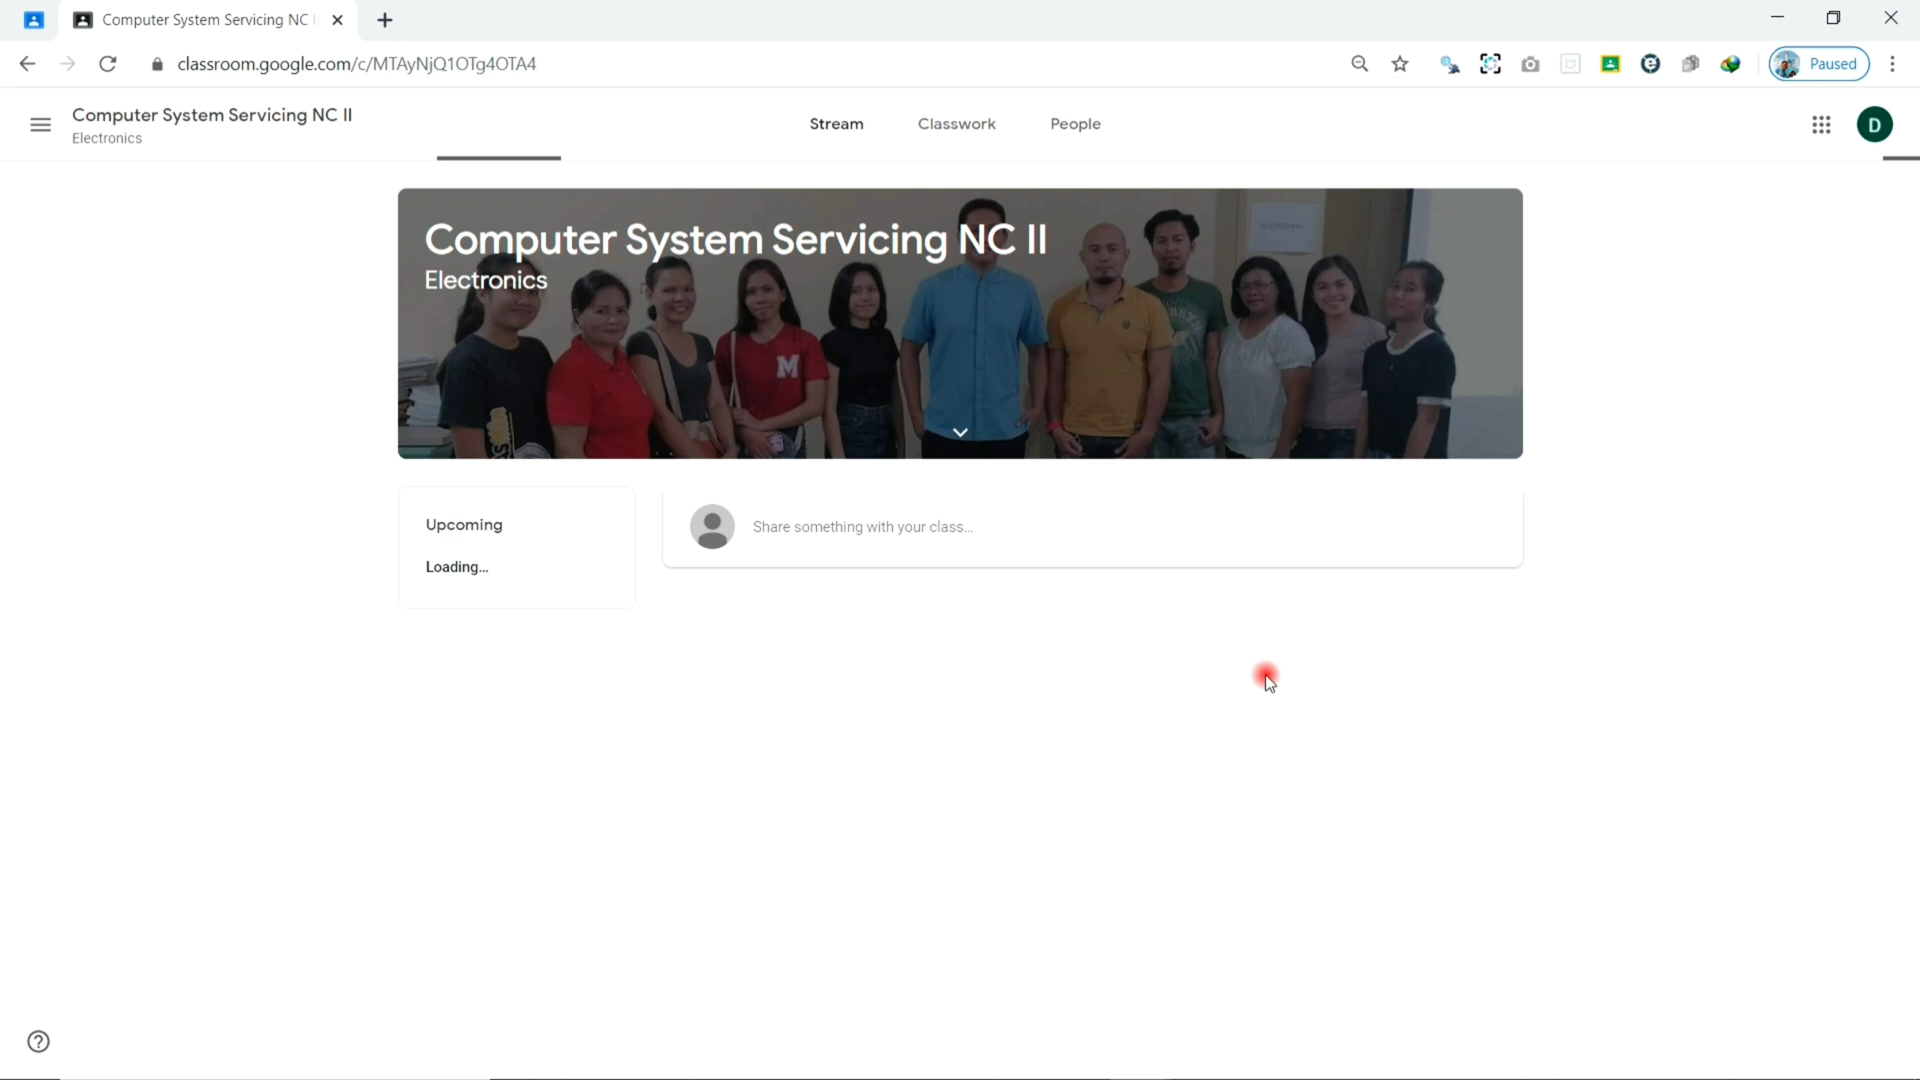 Computer System Servicing NC
classroom.google.com/c/MTAyNjQ1OTg4OTA4
Paused
Computer System Servicing NC II
Electronics
Stream
Classwork
People
D
Computer System Servicing NC II
Electronics
M
Upcoming
Loading...
Share something with your class...